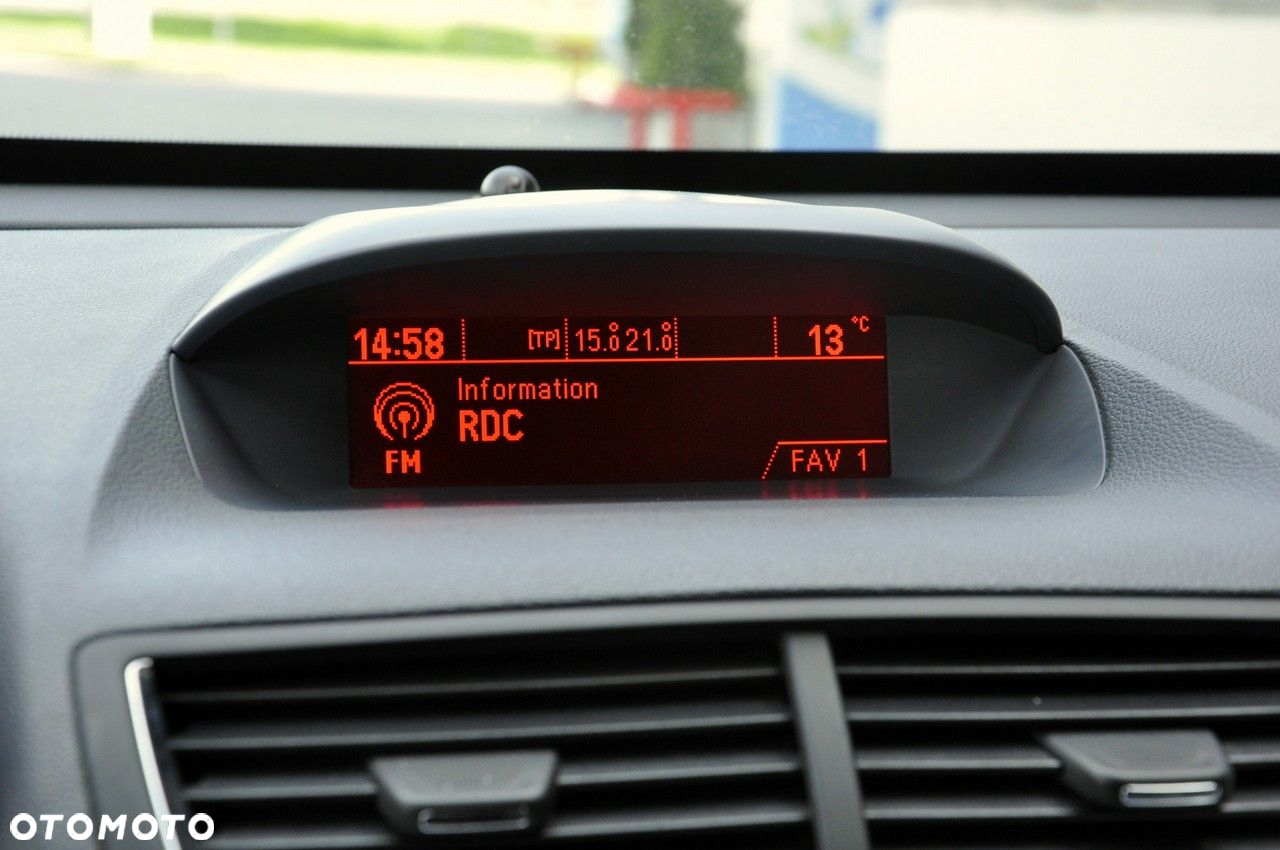 14:58 [TP] 15.0° 21.0° 13 °C
Information
RDC
FM
FAV 1
OTOMOTO